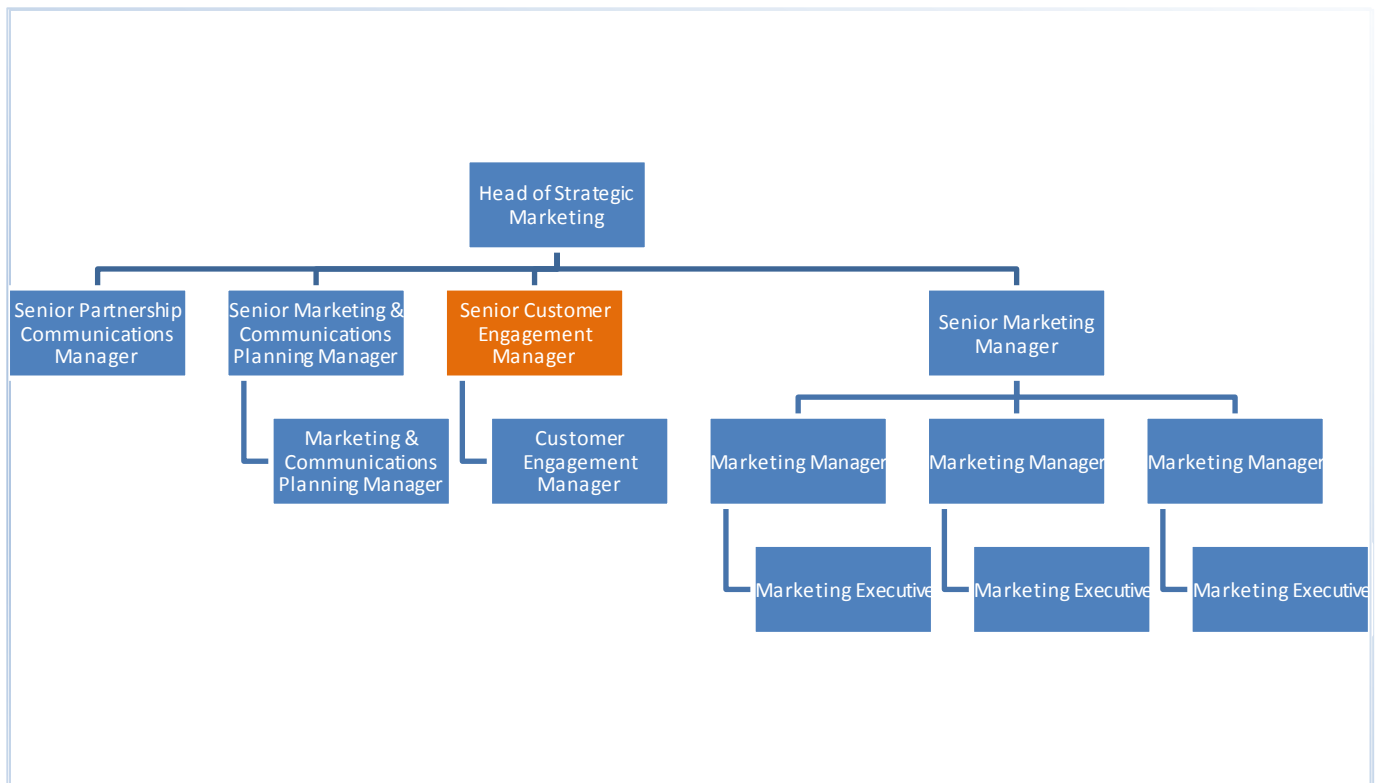 Head of Strategic
Marketing
Senior Partnership
Communications
Manager
Senior Marketing &
Communications
Planning Manager
Senior Customer
Engagement
Manager
Senior Marketing
Manager
Marketing &
Communications
Planning Manager
Customer
Engagement
Manager
Marketing Manager
Marketing Manager
Marketing Manager
Marketing Executive
Marketing Executive
Marketing Executive